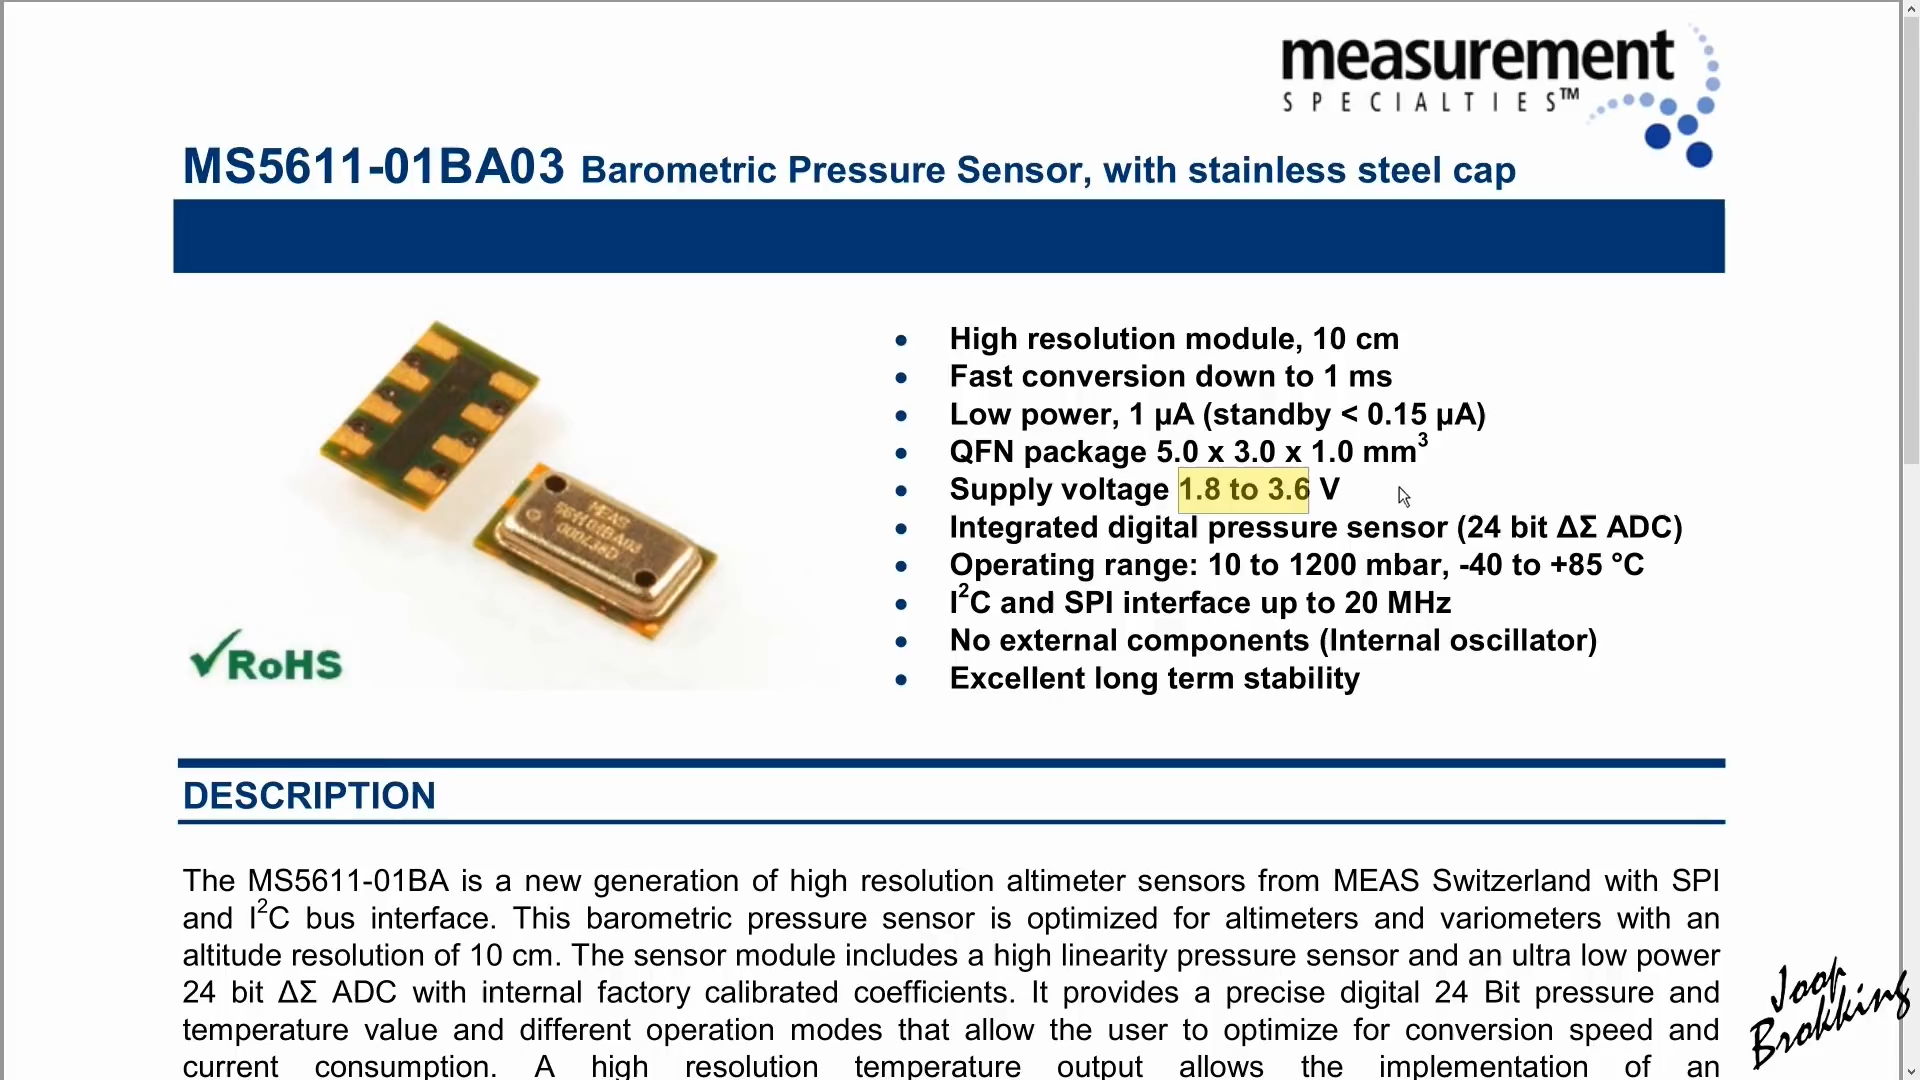 measurement
SPECIALTIES™
MS5611-01BA03 Barometric Pressure Sensor, with stainless steel cap
• High resolution module, 10 cm
• Fast conversion down to 1 ms
• Low power, 1 µA (standby < 0.15 µA)
• QFN package 5.0 x 3.0 x 1.0 mm³
• Supply voltage 1.8 to 3.6 V
• Integrated digital pressure sensor (24 bit ΔΣ ADC)
• Operating range: 10 to 1200 mbar, -40 to +85 °C
• I²C and SPI interface up to 20 MHz
• No external components (Internal oscillator)
• Excellent long term stability
MEAS
RoHS
DESCRIPTION
The MS5611-01BA is a new generation of high resolution altimeter sensors from MEAS Switzerland with SPI
and I²C bus interface. This barometric pressure sensor is optimized for altimeters and variometers with an
altitude resolution of 10 cm. The sensor module includes a high linearity pressure sensor and an ultra low power
24 bit ΔΣ ADC with internal factory calibrated coefficients. It provides a precise digital 24 Bit pressure and
temperature value and different operation modes that allow the user to optimize for conversion speed and
current consumption. A high resolution temperature output allows the implementation of an
Joop
Brokking